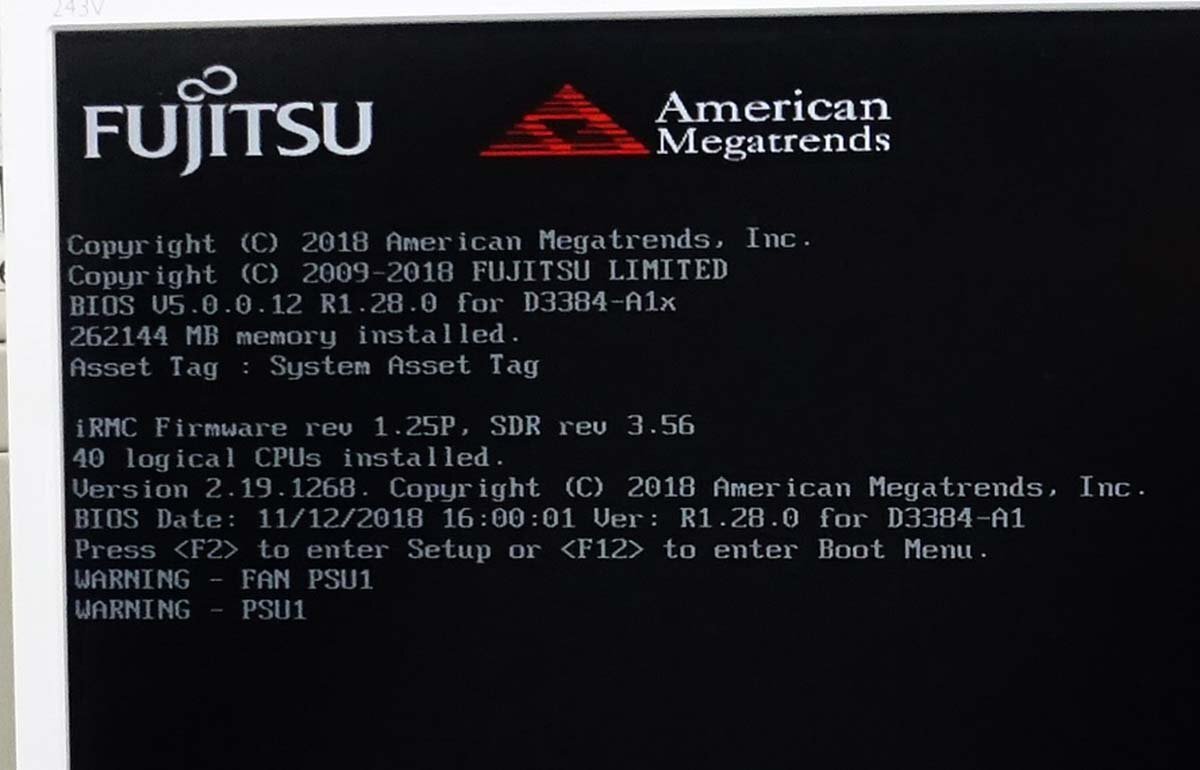 243V
FUJITSU
American
Megatrends
Copyright (C) 2018 American Megatrends, Inc.
Copyright (C) 2009-2018 FUJITSU LIMITED
BIOS V5.0.0.12 R1.28.0 for D3384-A1x
262144 MB memory installed.
Asset Tag : System Asset Tag
iRMC Firmware rev 1.25P, SDR rev 3.56
40 logical CPUs installed.
Version 2.19.1268. Copyright (C) 2018 American Megatrends, Inc.
BIOS Date: 11/12/2018 16:00:01 Ver: R1.28.0 for D3384-A1
Press <F2> to enter Setup or <F12> to enter Boot Menu.
WARNING - FAN PSU1
WARNING - PSU1